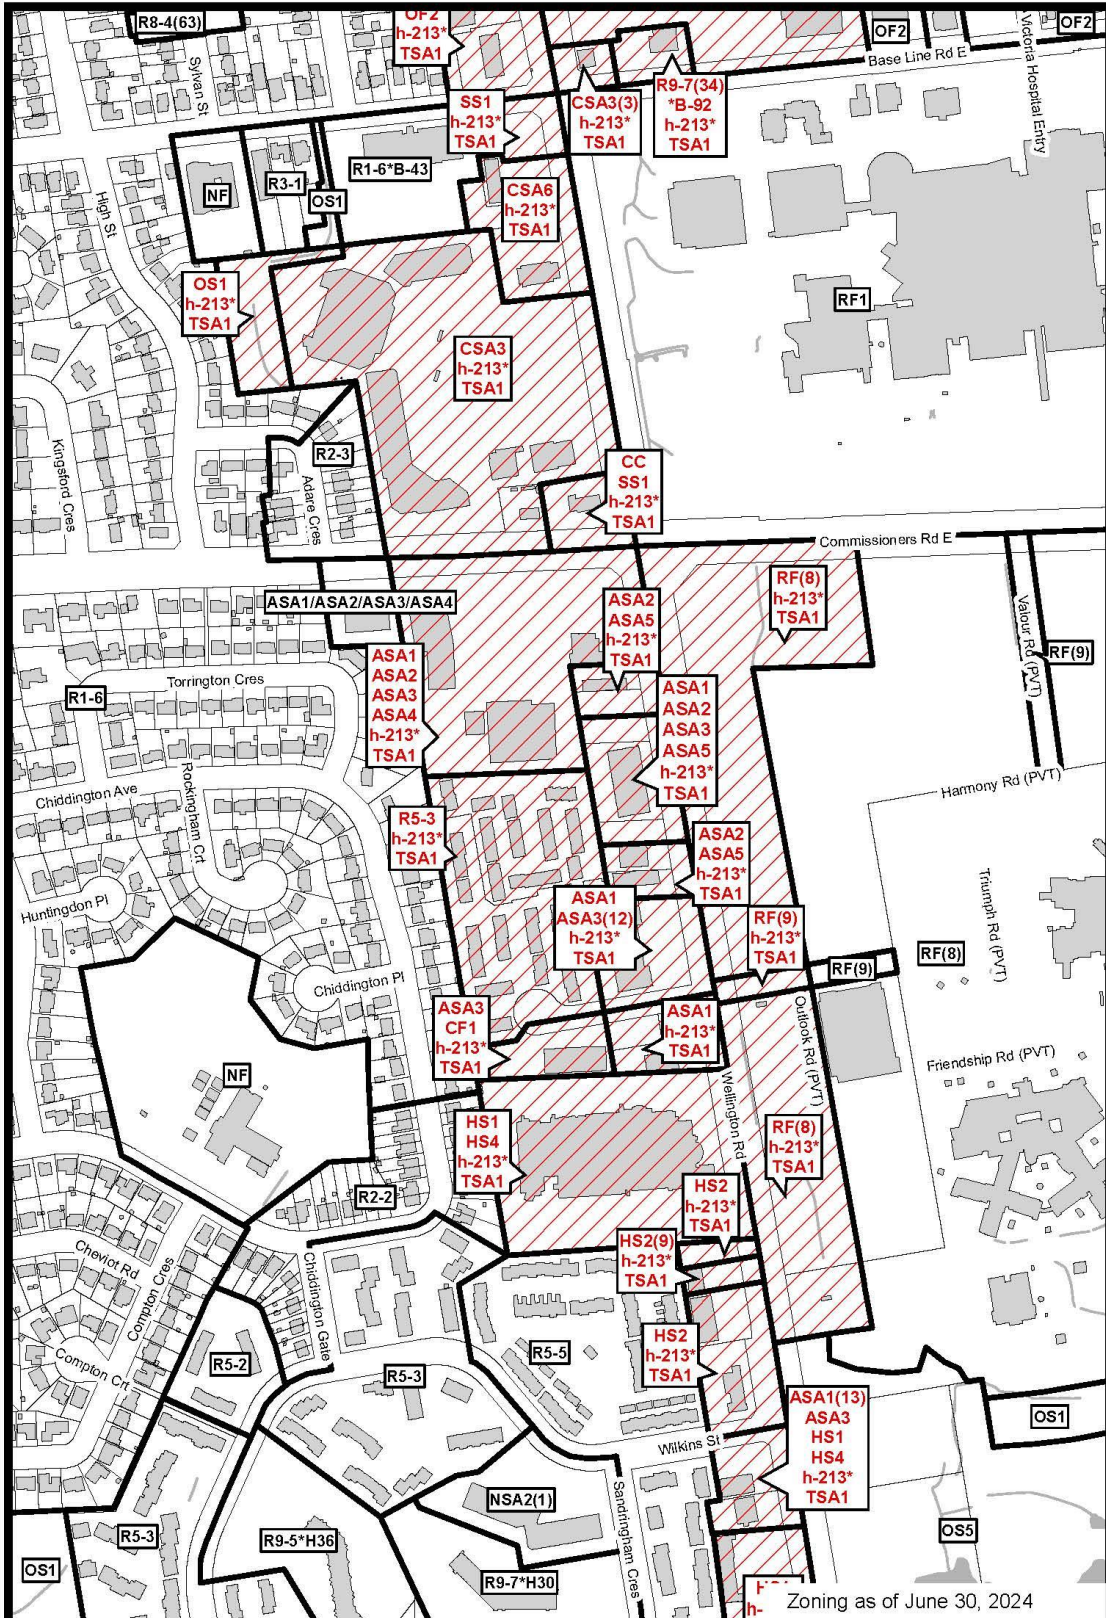 R8-4(63)
OF2
h-213*
TSA1
OF2
OF2
Victoria Hospital Entry
Base Line Rd E
Sylvan St
SS1
h-213*
TSA1
CSA3(3)
h-213*
TSA1
R9-7(34)
*B-92
h-213*
TSA1
R1-6*B-43
R3-1
NF
OS1
CSA6
h-213*
TSA1
High St
OS1
h-213*
TSA1
RF1
CSA3
h-213*
TSA1
Kingsford Cres
R2-3
Adare Cres
CC
SS1
h-213*
TSA1
Commissioners Rd E
RF(8)
h-213*
TSA1
ASA1/ASA2/ASA3/ASA4
ASA2
ASA5
h-213*
TSA1
Valour Rd (PVT)
RF(9)
ASA1
ASA2
ASA3
ASA4
h-213*
TSA1
R1-6
Torrington Cres
ASA1
ASA2
ASA3
ASA5
h-213*
TSA1
Rockingham Crt
Chiddington Ave
Harmony Rd (PVT)
R5-3
h-213*
TSA1
ASA2
ASA5
h-213*
TSA1
Huntingdon Pl
Triumph Rd (PVT)
ASA1
ASA3(12)
h-213*
TSA1
RF(9)
h-213*
TSA1
RF(8)
RF(9)
Chiddington Pl
ASA3
CF1
h-213*
TSA1
ASA1
h-213*
TSA1
Outlook Rd (PVT)
Friendship Rd (PVT)
NF
Wellington Rd
HS1
HS4
h-213*
TSA1
RF(8)
h-213*
TSA1
R2-2
HS2
h-213*
TSA1
HS2(9)
h-213*
TSA1
Cheviot Rd
Compton Cres
Chiddington Gate
HS2
h-213*
TSA1
R5-5
R5-2
Compton Crt
R5-3
ASA1(13)
ASA3
HS1
HS4
h-213*
TSA1
OS1
Wilkins St
NSA2(1)
Sandringham Cres
R5-3
R9-5*H36
OS5
OS1
R9-7*H30
h-
Zoning as of June 30, 2024